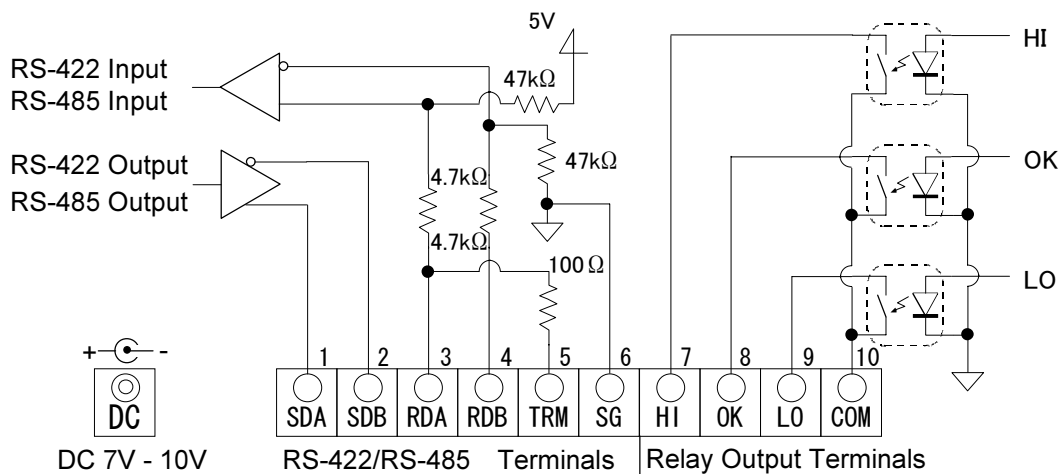 5V
HI
RS-422 Input
RS-485 Input
47kΩ
RS-422 Output
RS-485 Output
4.7kΩ
47kΩ
OK
4.7kΩ
100Ω
LO
+ -
1 2 3 4 5 6 7 8 9 10
DC SDA SDB RDA RDB TRM SG HI OK LO COM
DC 7V - 10V RS-422/RS-485 Terminals Relay Output Terminals